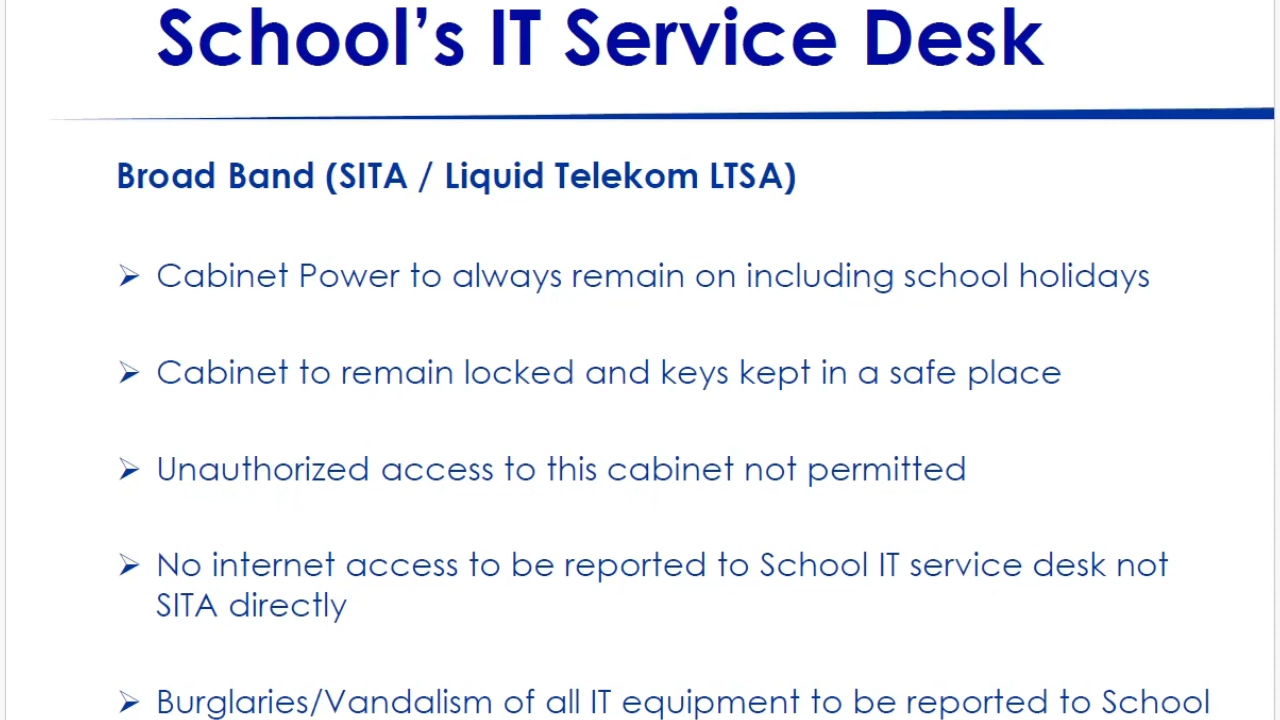 School’s IT Service Desk
Broad Band (SITA / Liquid Telekom LTSA)
➢ Cabinet Power to always remain on including school holidays
➢ Cabinet to remain locked and keys kept in a safe place
➢ Unauthorized access to this cabinet not permitted
➢ No internet access to be reported to School IT service desk not
SITA directly
➢ Burglaries/Vandalism of all IT equipment to be reported to School